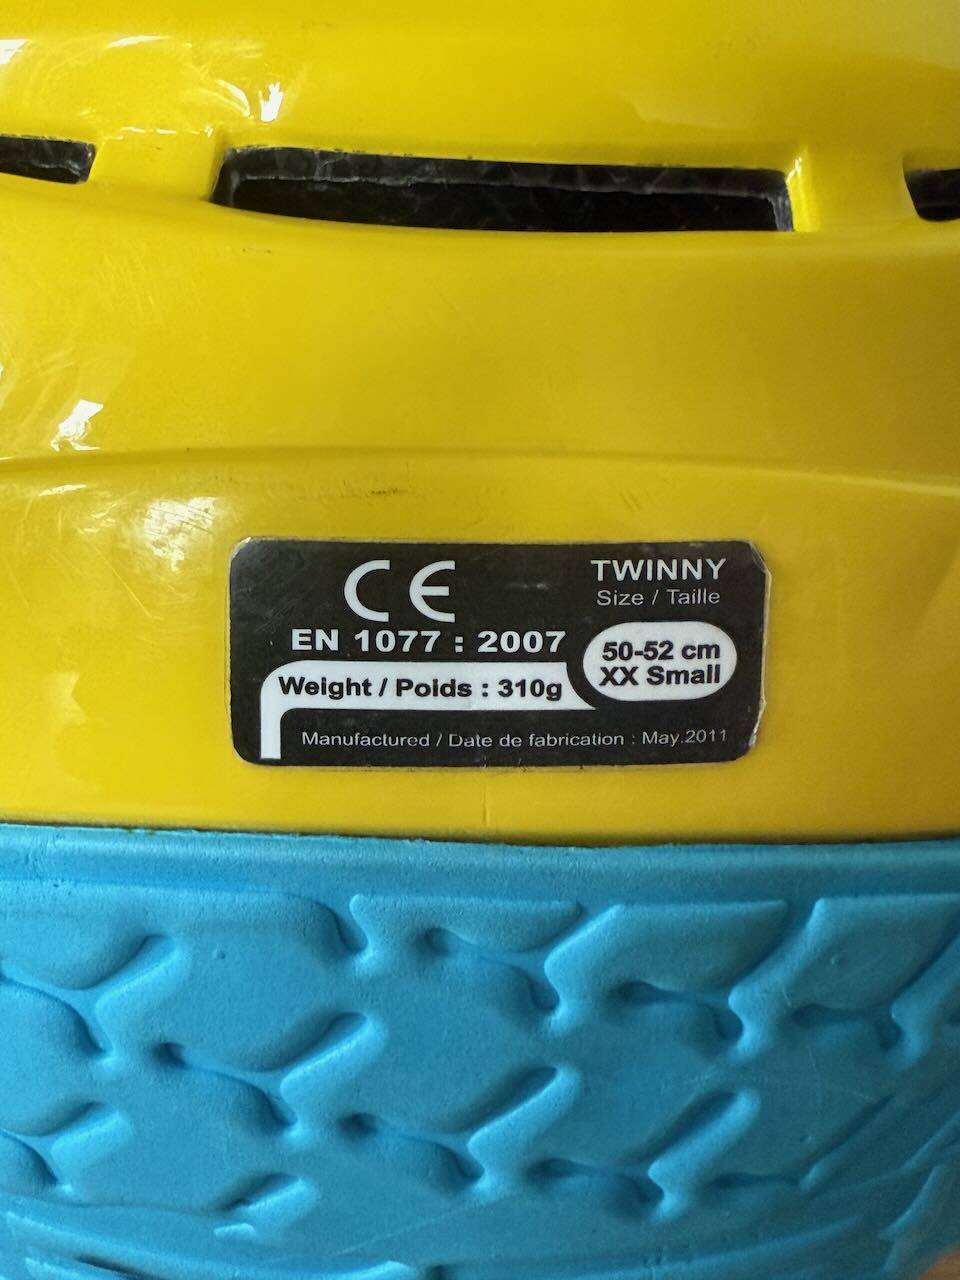 CE
TWINNY
Size / Taille
EN 1077 : 2007
50-52 cm
XX Small
Weight / Poids : 310g
Manufactured / Date de fabrication : May.2011